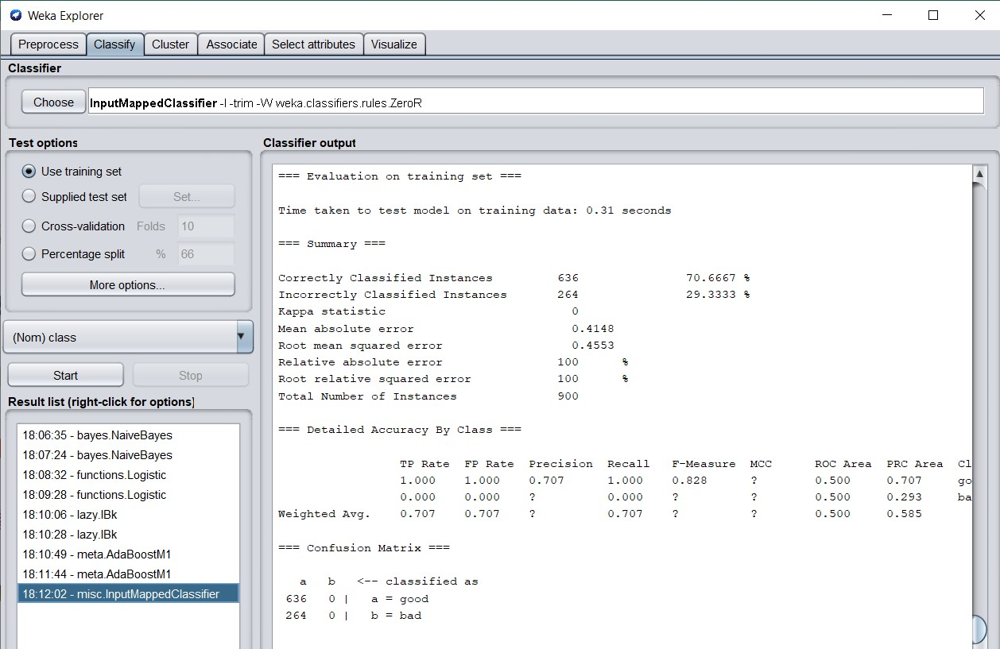 Weka Explorer
Preprocess Classify Cluster Associate Select attributes Visualize
Classifier
Choose InputMappedClassifier -I -trim -W weka.classifiers.rules.ZeroR
Test options
Use training set
Supplied test set Set...
Cross-validation Folds 10
Percentage split % 66
More options...
(Nom) class
Start Stop
Result list (right-click for options)
18:06:35 - bayes.NaiveBayes
18:07:24 - bayes.NaiveBayes
18:08:32 - functions.Logistic
18:09:28 - functions.Logistic
18:10:06 - lazy.IBk
18:10:28 - lazy.IBk
18:10:49 - meta.AdaBoostM1
18:11:44 - meta.AdaBoostM1
18:12:02 - misc.InputMappedClassifier
Classifier output
=== Evaluation on training set ===
Time taken to test model on training data: 0.31 seconds
=== Summary ===
Correctly Classified Instances 636 70.6667 %
Incorrectly Classified Instances 264 29.3333 %
Kappa statistic 0
Mean absolute error 0.4148
Root mean squared error 0.4553
Relative absolute error 100 %
Root relative squared error 100 %
Total Number of Instances 900
=== Detailed Accuracy By Class ===
TP Rate FP Rate Precision Recall F-Measure MCC ROC Area PRC Area Cl
1.000 1.000 0.707 1.000 0.828 ? 0.500 0.707 go
0.000 0.000 ? 0.000 ? ? 0.500 0.293 ba
Weighted Avg. 0.707 0.707 ? 0.707 ? ? 0.500 0.585
=== Confusion Matrix ===
a b <-- classified as
636 0 | a = good
264 0 | b = bad